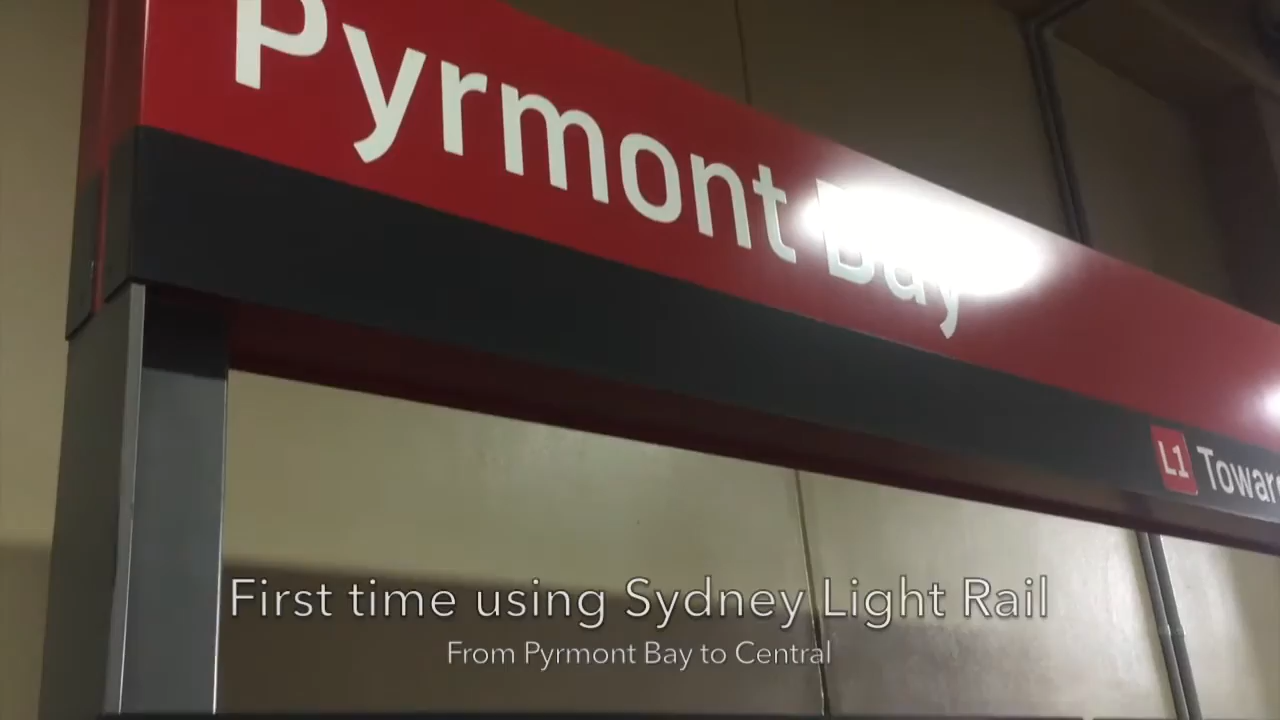 Pyrmont Bay
L1 Towar
First time using Sydney Light Rail
From Pyrmont Bay to Central